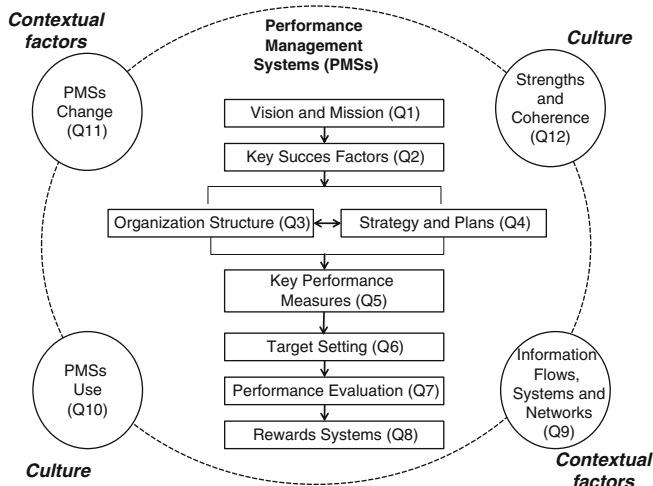 Contextual
factors
Performance
Management
Systems (PMSs)
Culture
PMSs
Change
(Q11)
Strengths
and
Coherence
(Q12)
Vision and Mission (Q1)
Key Succes Factors (Q2)
Organization Structure (Q3)
Strategy and Plans (Q4)
Key Performance
Measures (Q5)
Target Setting (Q6)
Performance Evaluation (Q7)
Rewards Systems (Q8)
PMSs
Use
(Q10)
Information
Flows,
Systems and
Networks
(Q9)
Culture
Contextual
factors